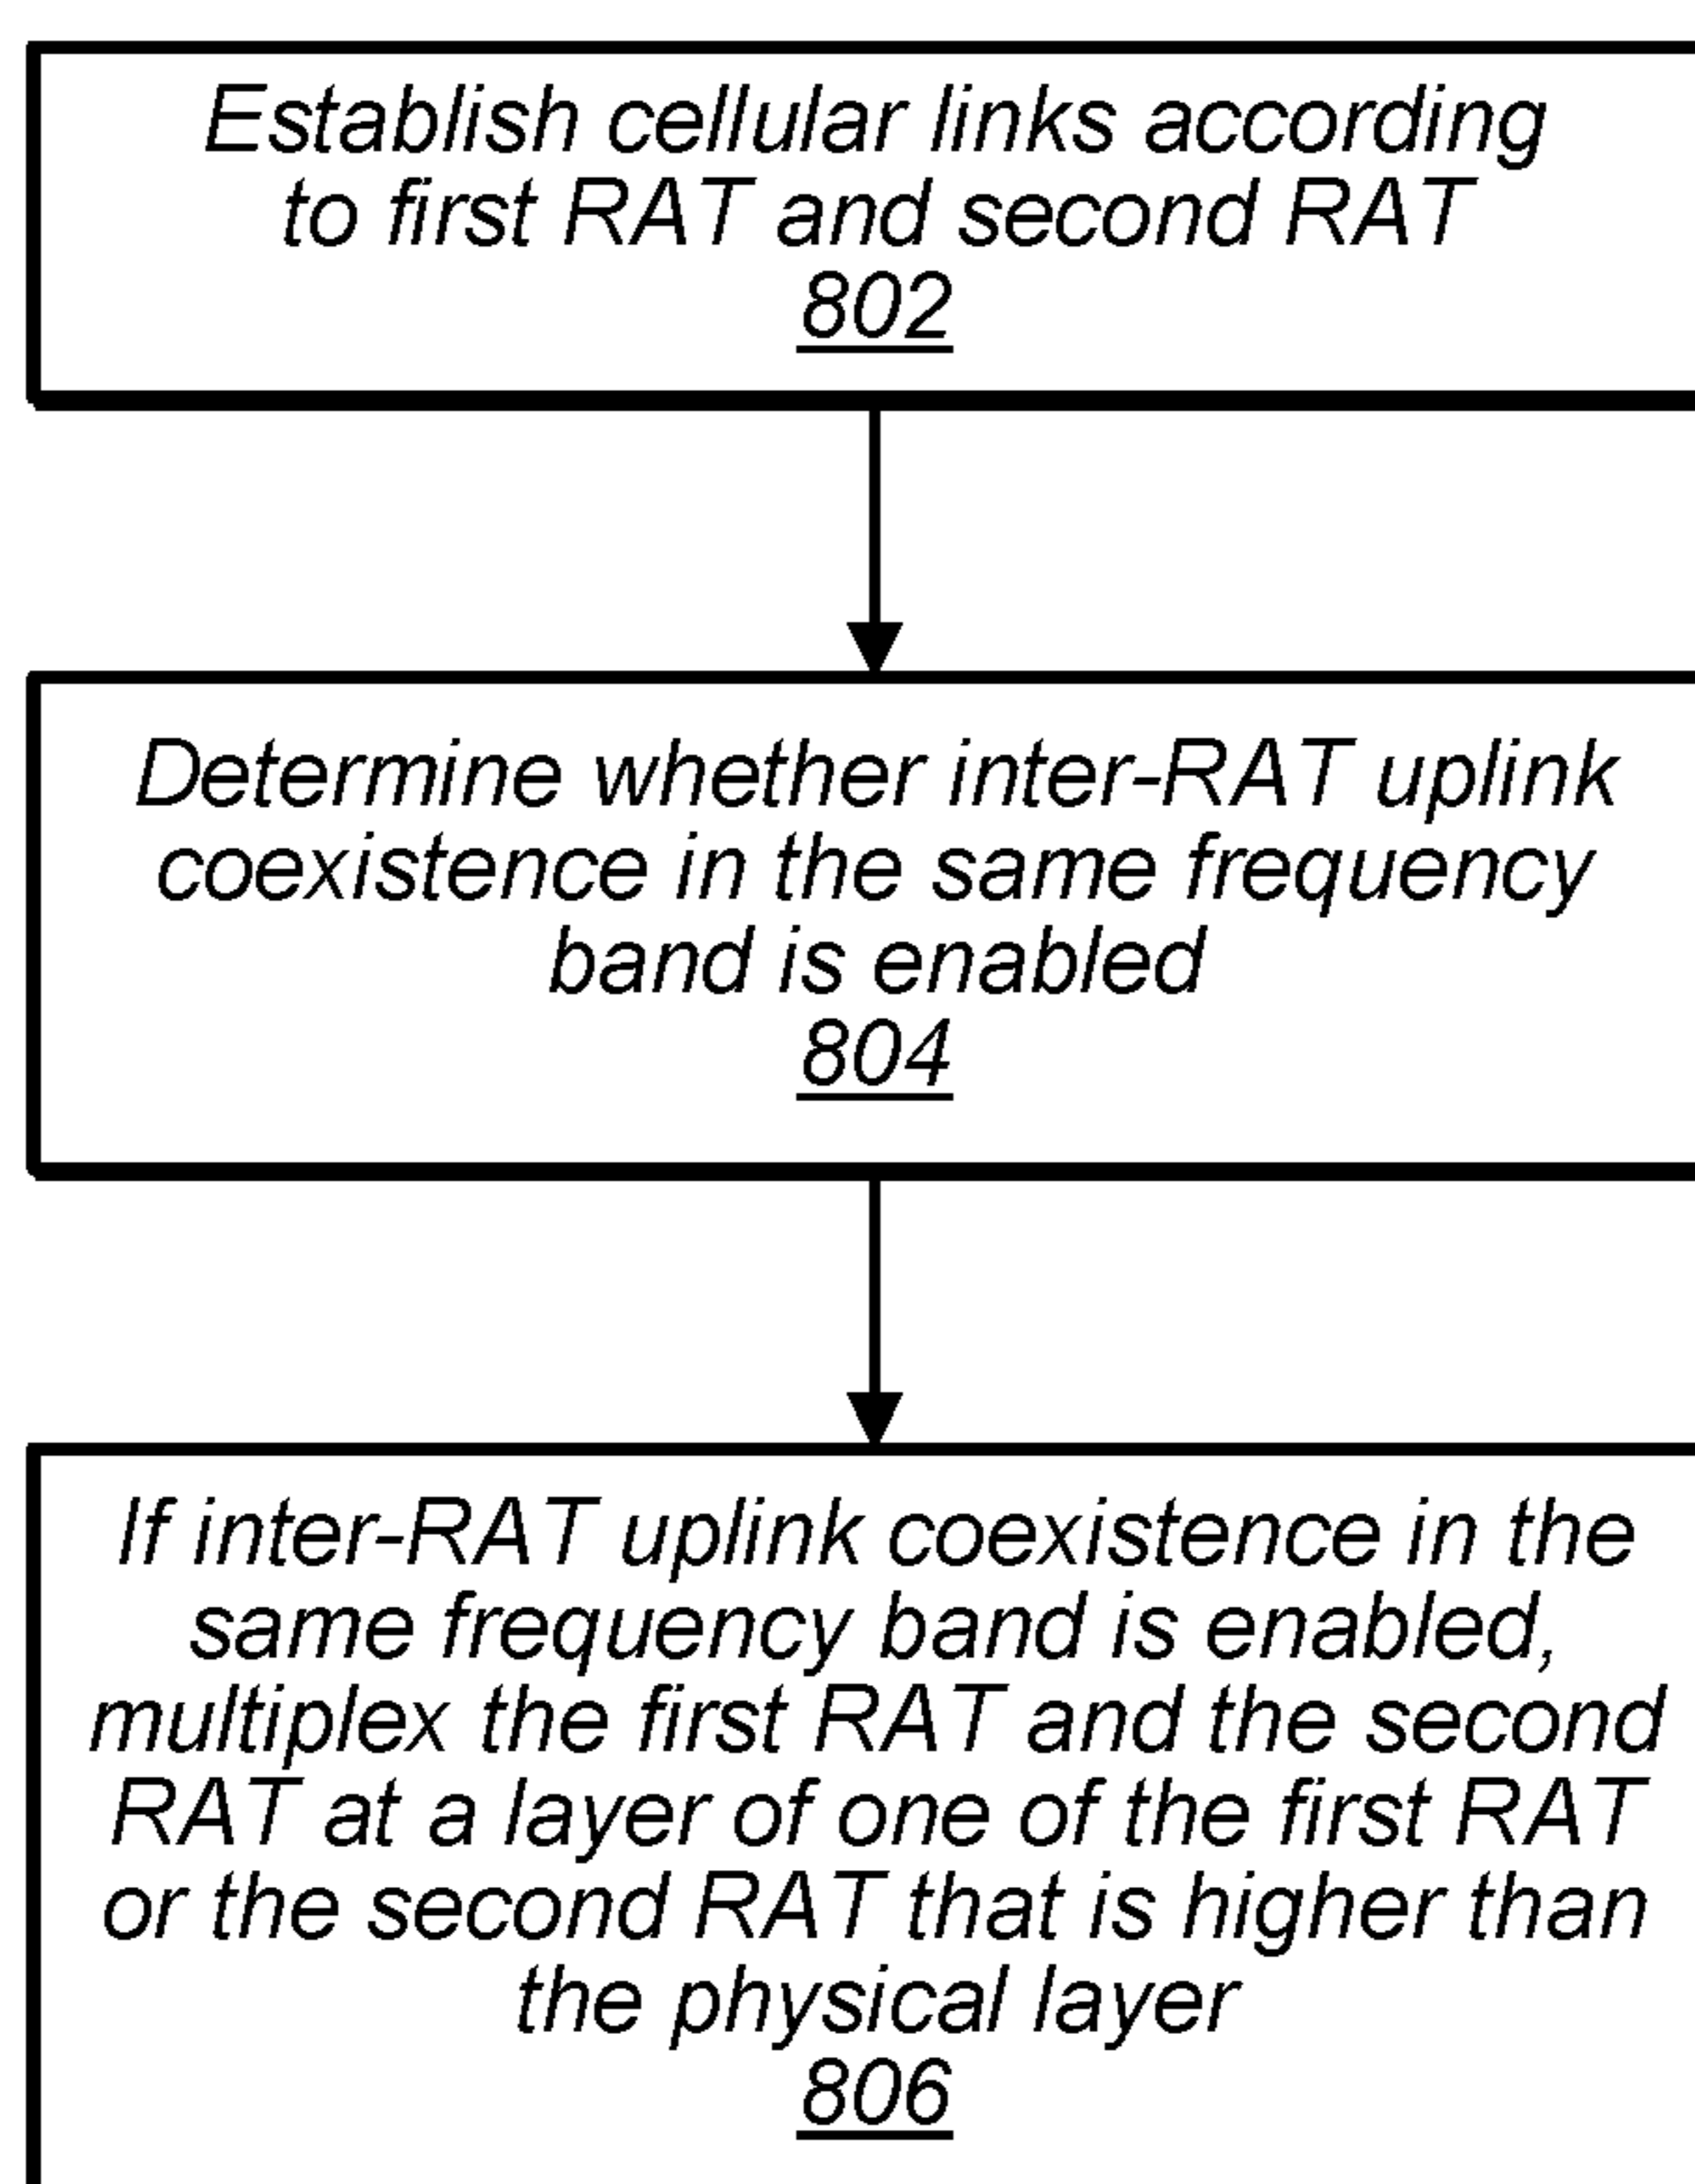 Establish cellular links according
to first RAT and second RAT
802
Determine whether inter-RAT uplink
coexistence in the same frequency
band is enabled
804
If inter-RAT uplink coexistence in the
same frequency band is enabled,
multiplex the first RAT and the second
RAT at a layer of one of the first RAT
or the second RAT that is higher than
the physical layer
806